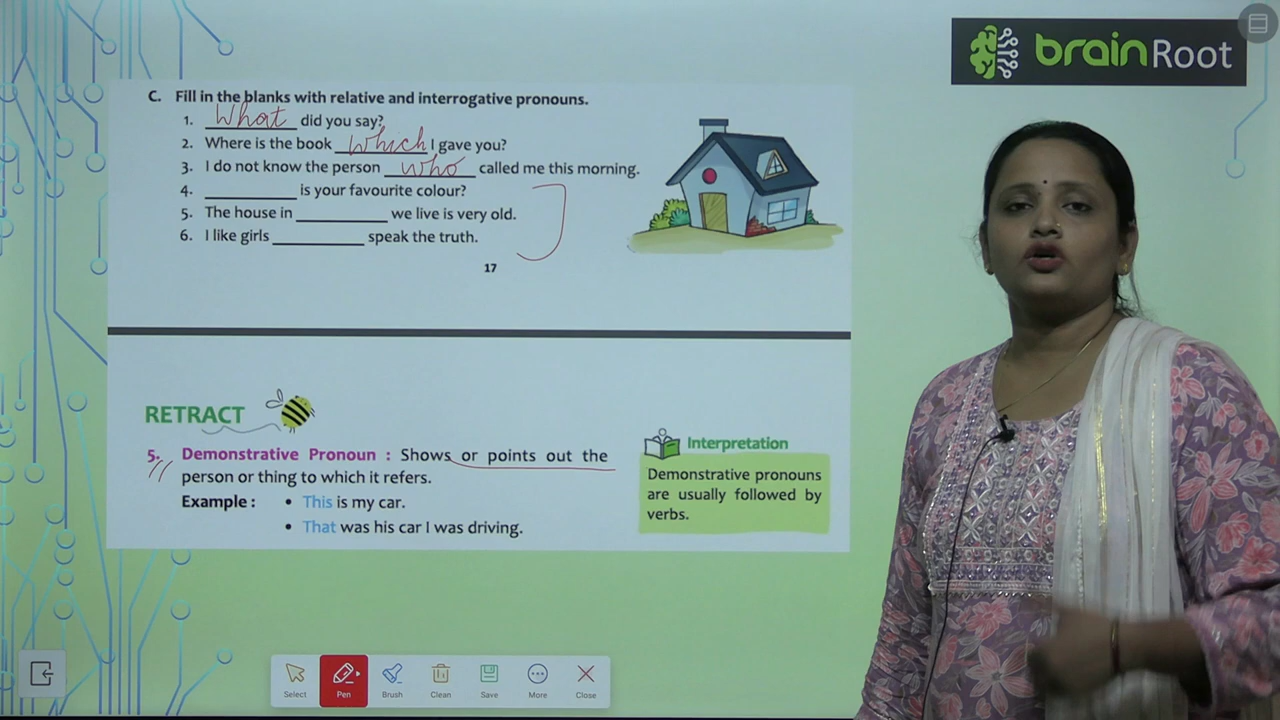 brainRoot
C. Fill in the blanks with relative and interrogative pronouns.
1. What did you say?
2. Where is the book which I gave you?
3. I do not know the person who called me this morning.
4. ________ is your favourite colour?
5. The house in ________ we live is very old.
6. I like girls ________ speak the truth.
17
RETRACT
5. Demonstrative Pronoun : Shows or points out the
person or thing to which it refers.
Example : • This is my car.
• That was his car I was driving.
Interpretation
Demonstrative pronouns
are usually followed by
verbs.
Select Pen Brush Clean Save More Close